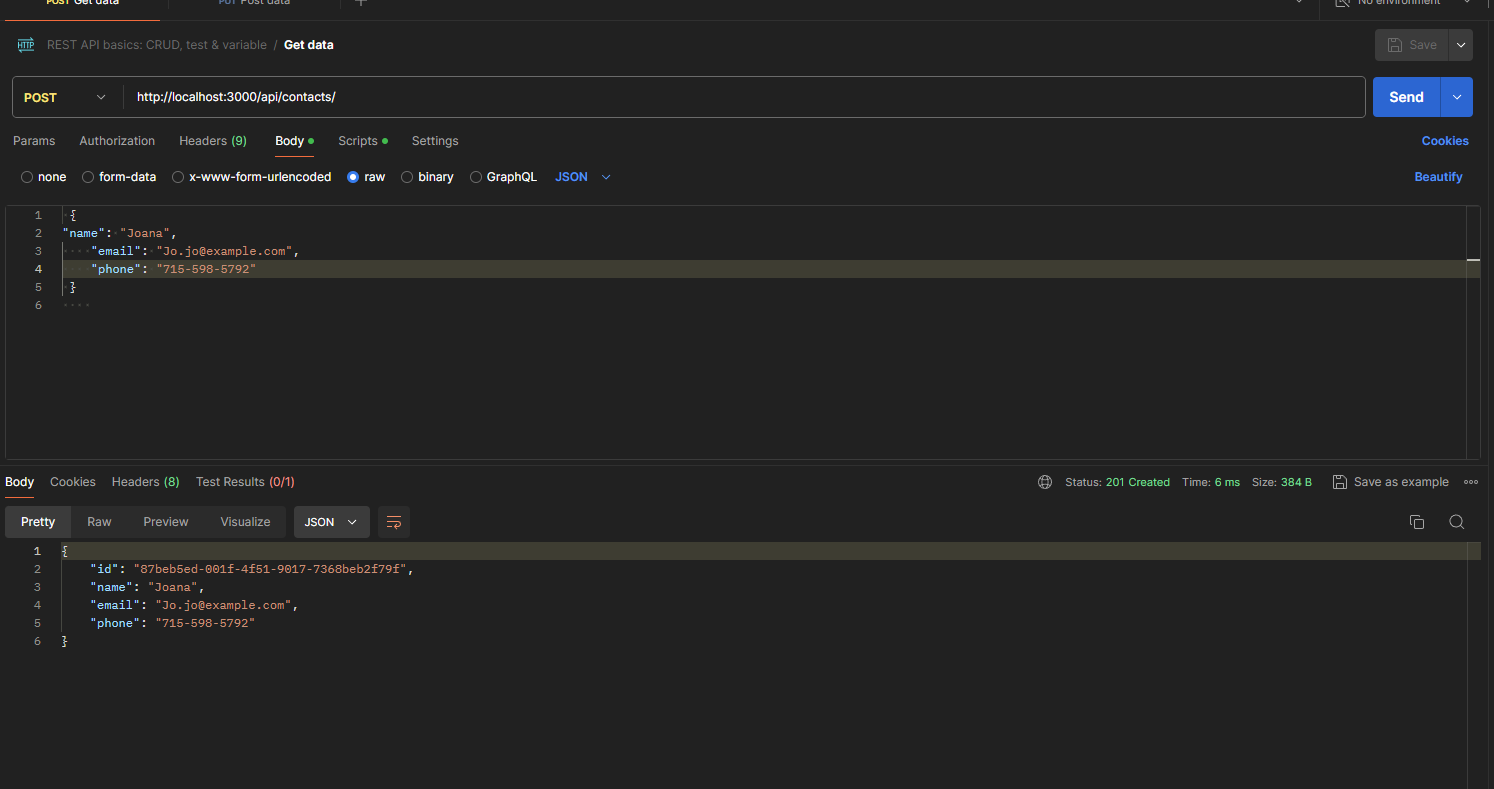 POST Get data PUT Post data No environment
REST API basics: CRUD, test & variable / Get data Save
POST http://localhost:3000/api/contacts/ Send
Params Authorization Headers (9) Body Scripts Settings Cookies
none form-data x-www-form-urlencoded raw binary GraphQL JSON Beautify
1 {
2 "name": "Joana",
3 "email": "Jo.jo@example.com",
4 "phone": "715-598-5792"
5 }
6
Body Cookies Headers (8) Test Results (0/1) Status: 201 Created Time: 6 ms Size: 384 B Save as example
Pretty Raw Preview Visualize JSON
1 {
2 "id": "87beb5ed-001f-4f51-9017-7368beb2f79f",
3 "name": "Joana",
4 "email": "Jo.jo@example.com",
5 "phone": "715-598-5792"
6 }